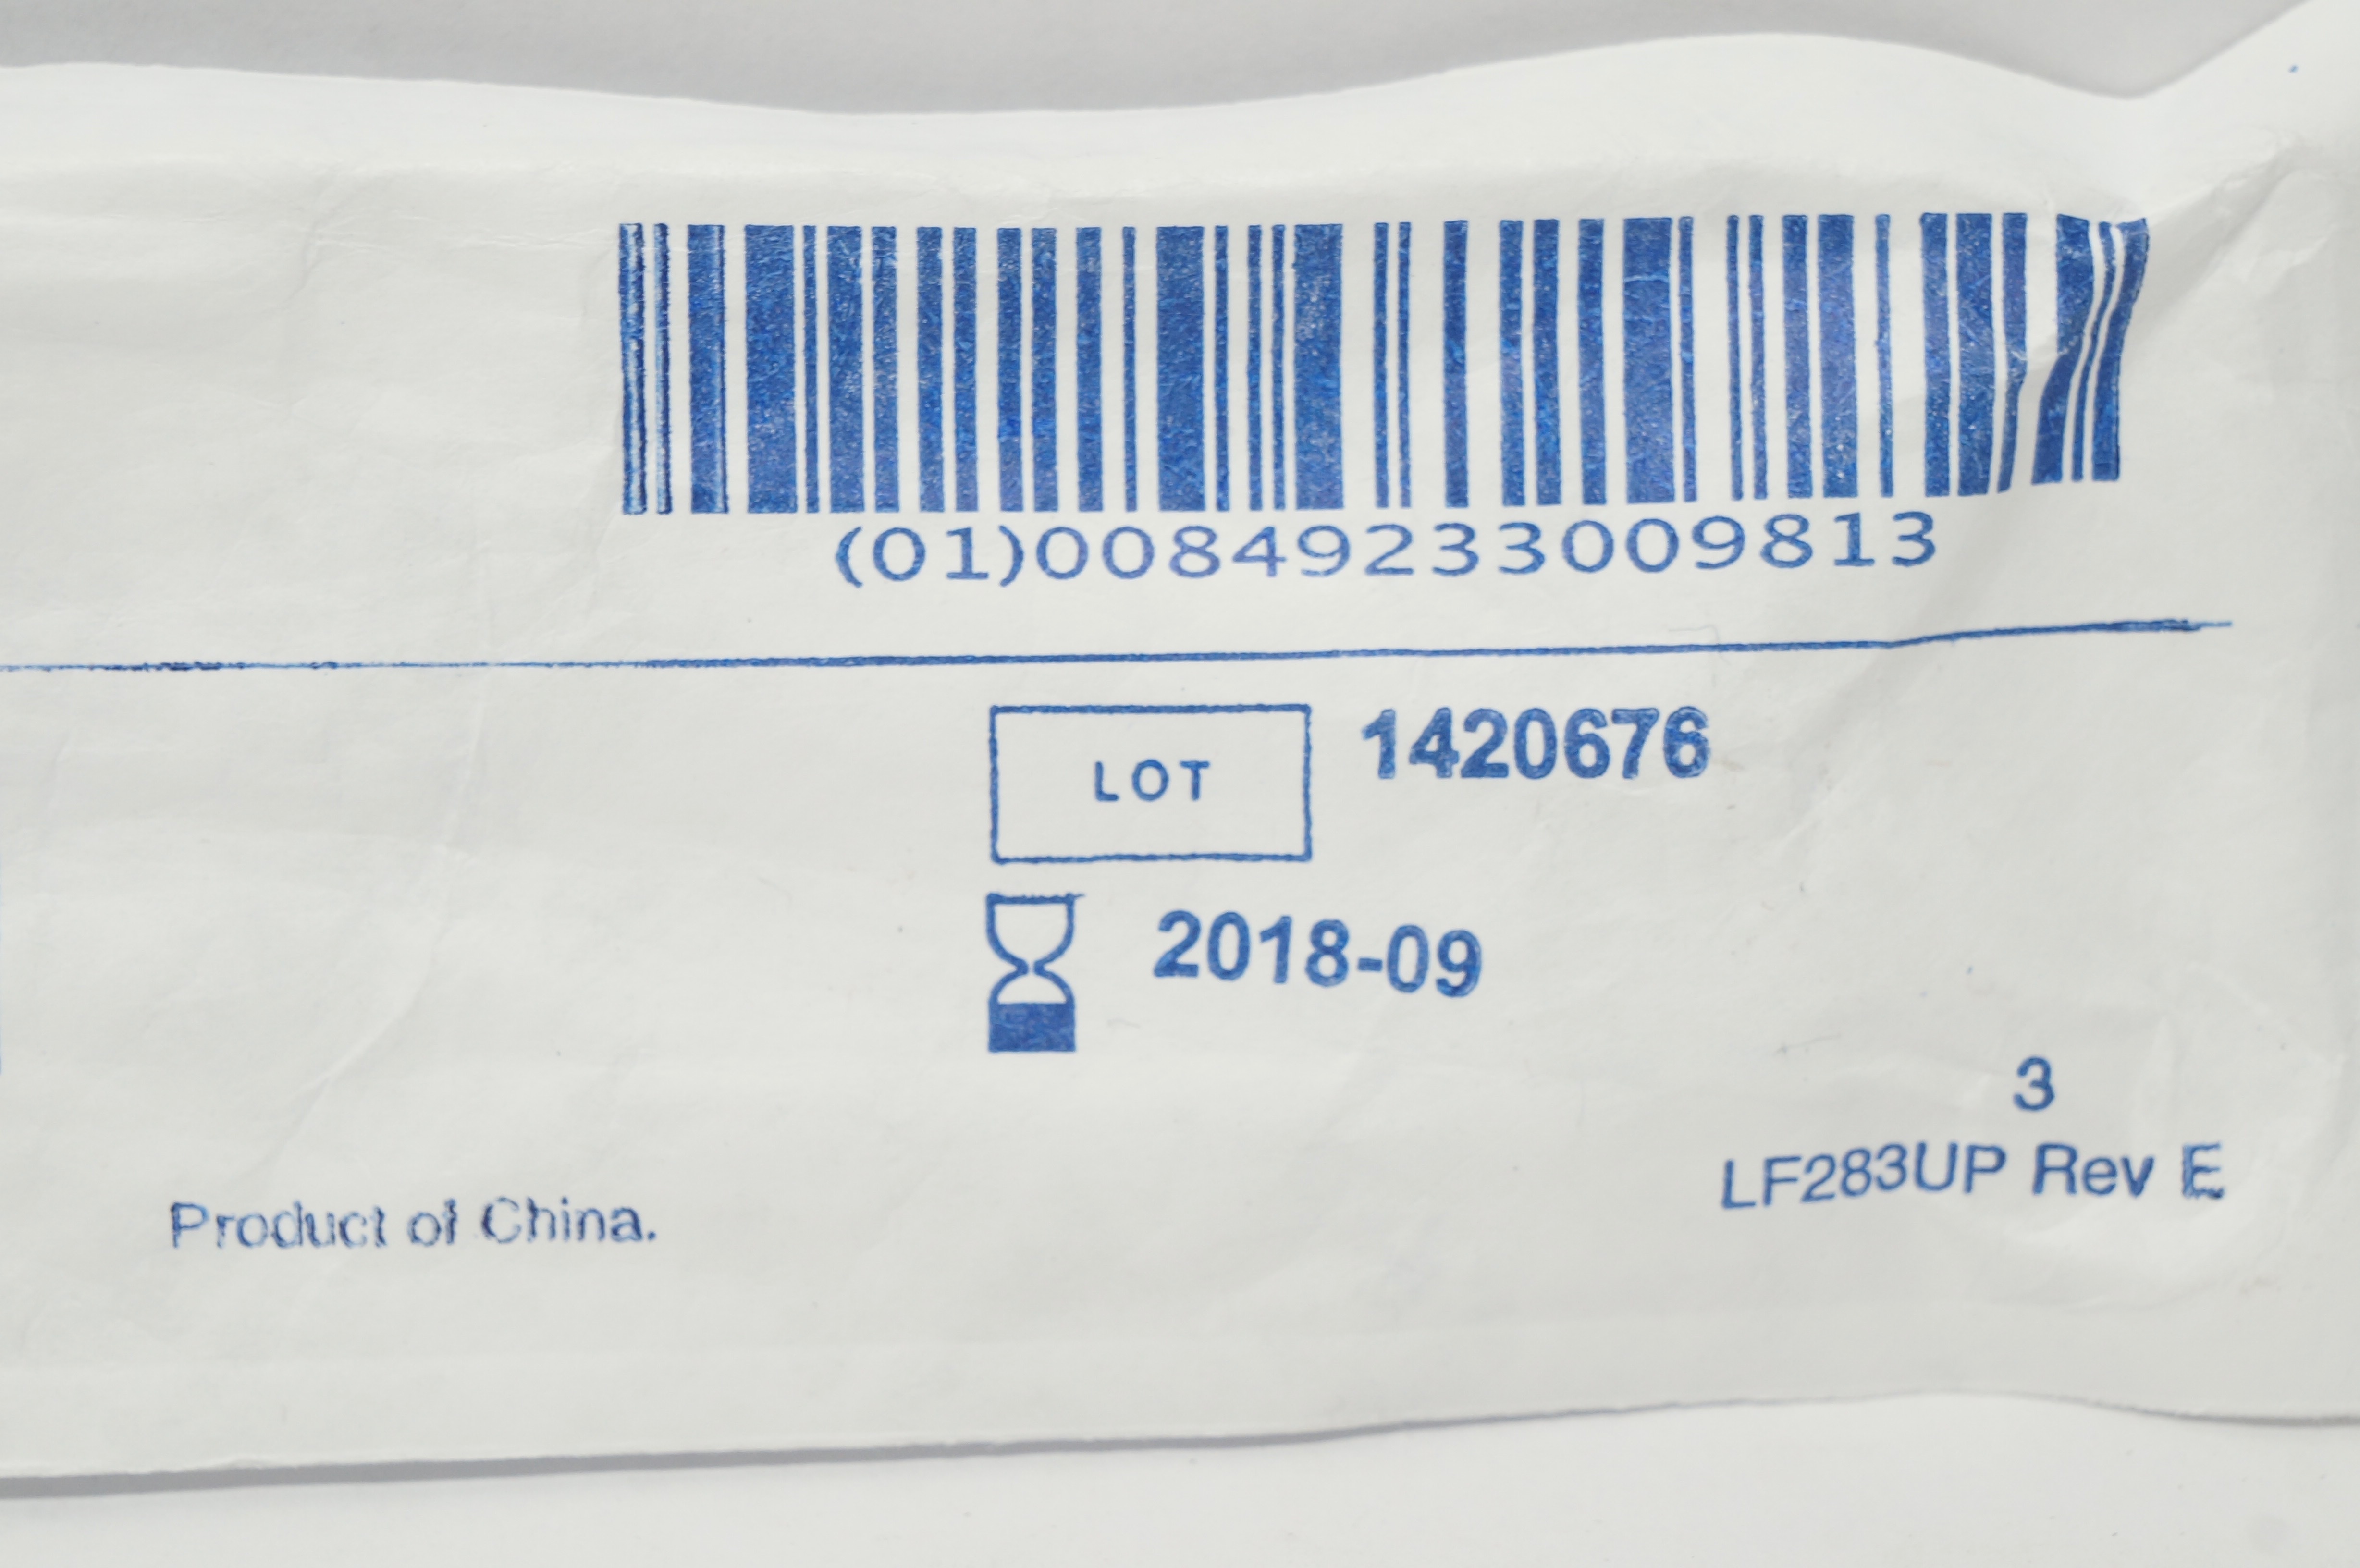 (01)00849233009813
LOT 1420676
2018-09
3
LF283UP Rev E
Product of China.